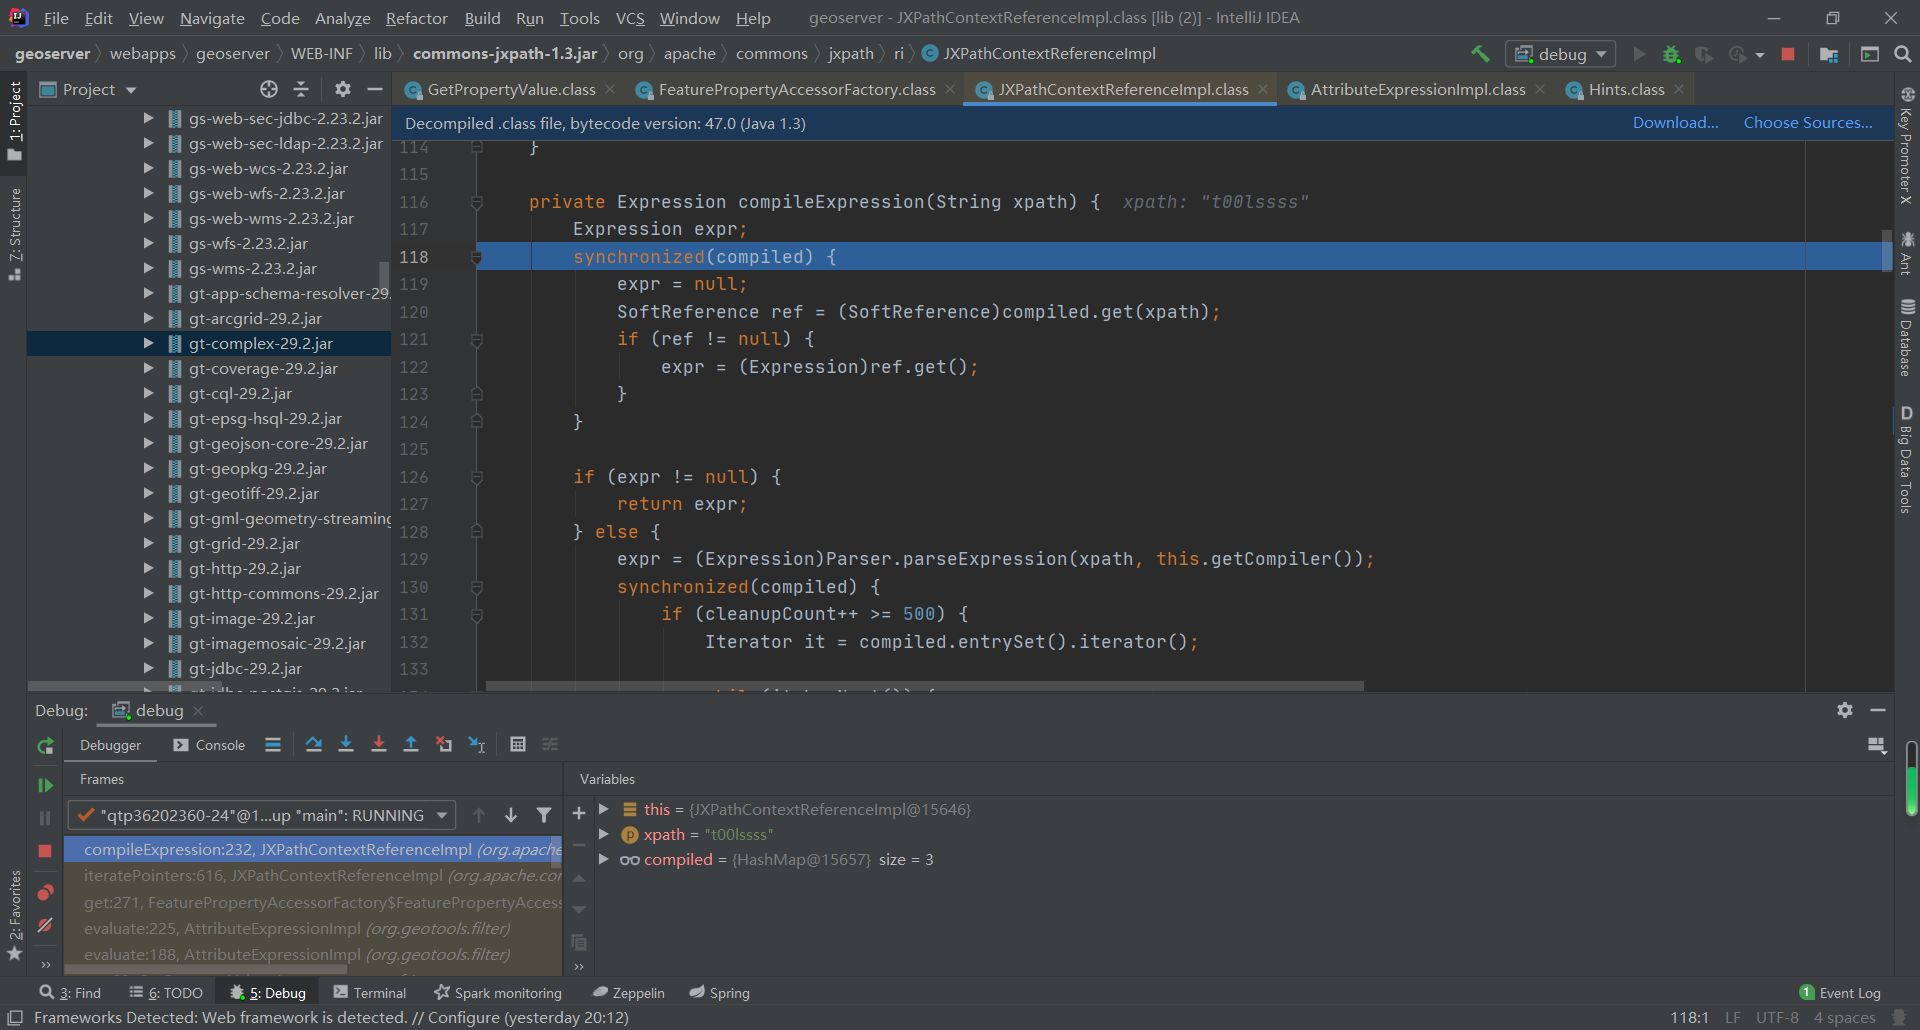 File Edit View Navigate Code Analyze Refactor Build Run Tools VCS Window Help geoserver - JXPathContextReferenceImpl.class [lib (2)] - IntelliJ IDEA
geoserver webapps geoserver WEB-INF lib commons-jxpath-1.3.jar org apache commons jxpath ri JXPathContextReferenceImpl debug
Project
GetPropertyValue.class FeaturePropertyAccessorFactory.class JXPathContextReferenceImpl.class AttributeExpressionImpl.class Hints.class
Decompiled .class file, bytecode version: 47.0 (Java 1.3) Download... Choose Sources...
1: Project
7: Structure
2: Favorites
gs-web-sec-jdbc-2.23.2.jar
gs-web-sec-ldap-2.23.2.jar
gs-web-wcs-2.23.2.jar
gs-web-wfs-2.23.2.jar
gs-web-wms-2.23.2.jar
gs-wfs-2.23.2.jar
gs-wms-2.23.2.jar
gt-app-schema-resolver-29.
gt-arcgrid-29.2.jar
gt-complex-29.2.jar
gt-coverage-29.2.jar
gt-cql-29.2.jar
gt-epsg-hsql-29.2.jar
gt-geojson-core-29.2.jar
gt-geopkg-29.2.jar
gt-geotiff-29.2.jar
gt-gml-geometry-streaming
gt-grid-29.2.jar
gt-http-29.2.jar
gt-http-commons-29.2.jar
gt-image-29.2.jar
gt-imagemosaic-29.2.jar
gt-jdbc-29.2.jar
114 }
115
116 private Expression compileExpression(String xpath) { xpath: "t00lssss"
117 Expression expr;
118 synchronized(compiled) {
119 expr = null;
120 SoftReference ref = (SoftReference)compiled.get(xpath);
121 if (ref != null) {
122 expr = (Expression)ref.get();
123 }
124 }
125
126 if (expr != null) {
127 return expr;
128 } else {
129 expr = (Expression)Parser.parseExpression(xpath, this.getCompiler());
130 synchronized(compiled) {
131 if (cleanupCount++ >= 500) {
132 Iterator it = compiled.entrySet().iterator();
133
Key Promoter X
Ant
Database
Big Data Tools
Debug: debug
Debugger Console
Frames
"qtp36202360-24"@1...up "main": RUNNING
compileExpression:232, JXPathContextReferenceImpl (org.apache
iteratePointers:616, JXPathContextReferenceImpl (org.apache.cor
get:271, FeaturePropertyAccessorFactory$FeaturePropertyAccess
evaluate:225, AttributeExpressionImpl (org.geotools.filter)
evaluate:188, AttributeExpressionImpl (org.geotools.filter)
Variables
this = {JXPathContextReferenceImpl@15646}
xpath = "t00lssss"
compiled = {HashMap@15657} size = 3
3: Find 6: TODO 5: Debug Terminal Spark monitoring Zeppelin Spring 1 Event Log
Frameworks Detected: Web framework is detected. // Configure (yesterday 20:12) 118:1 LF UTF-8 4 spaces